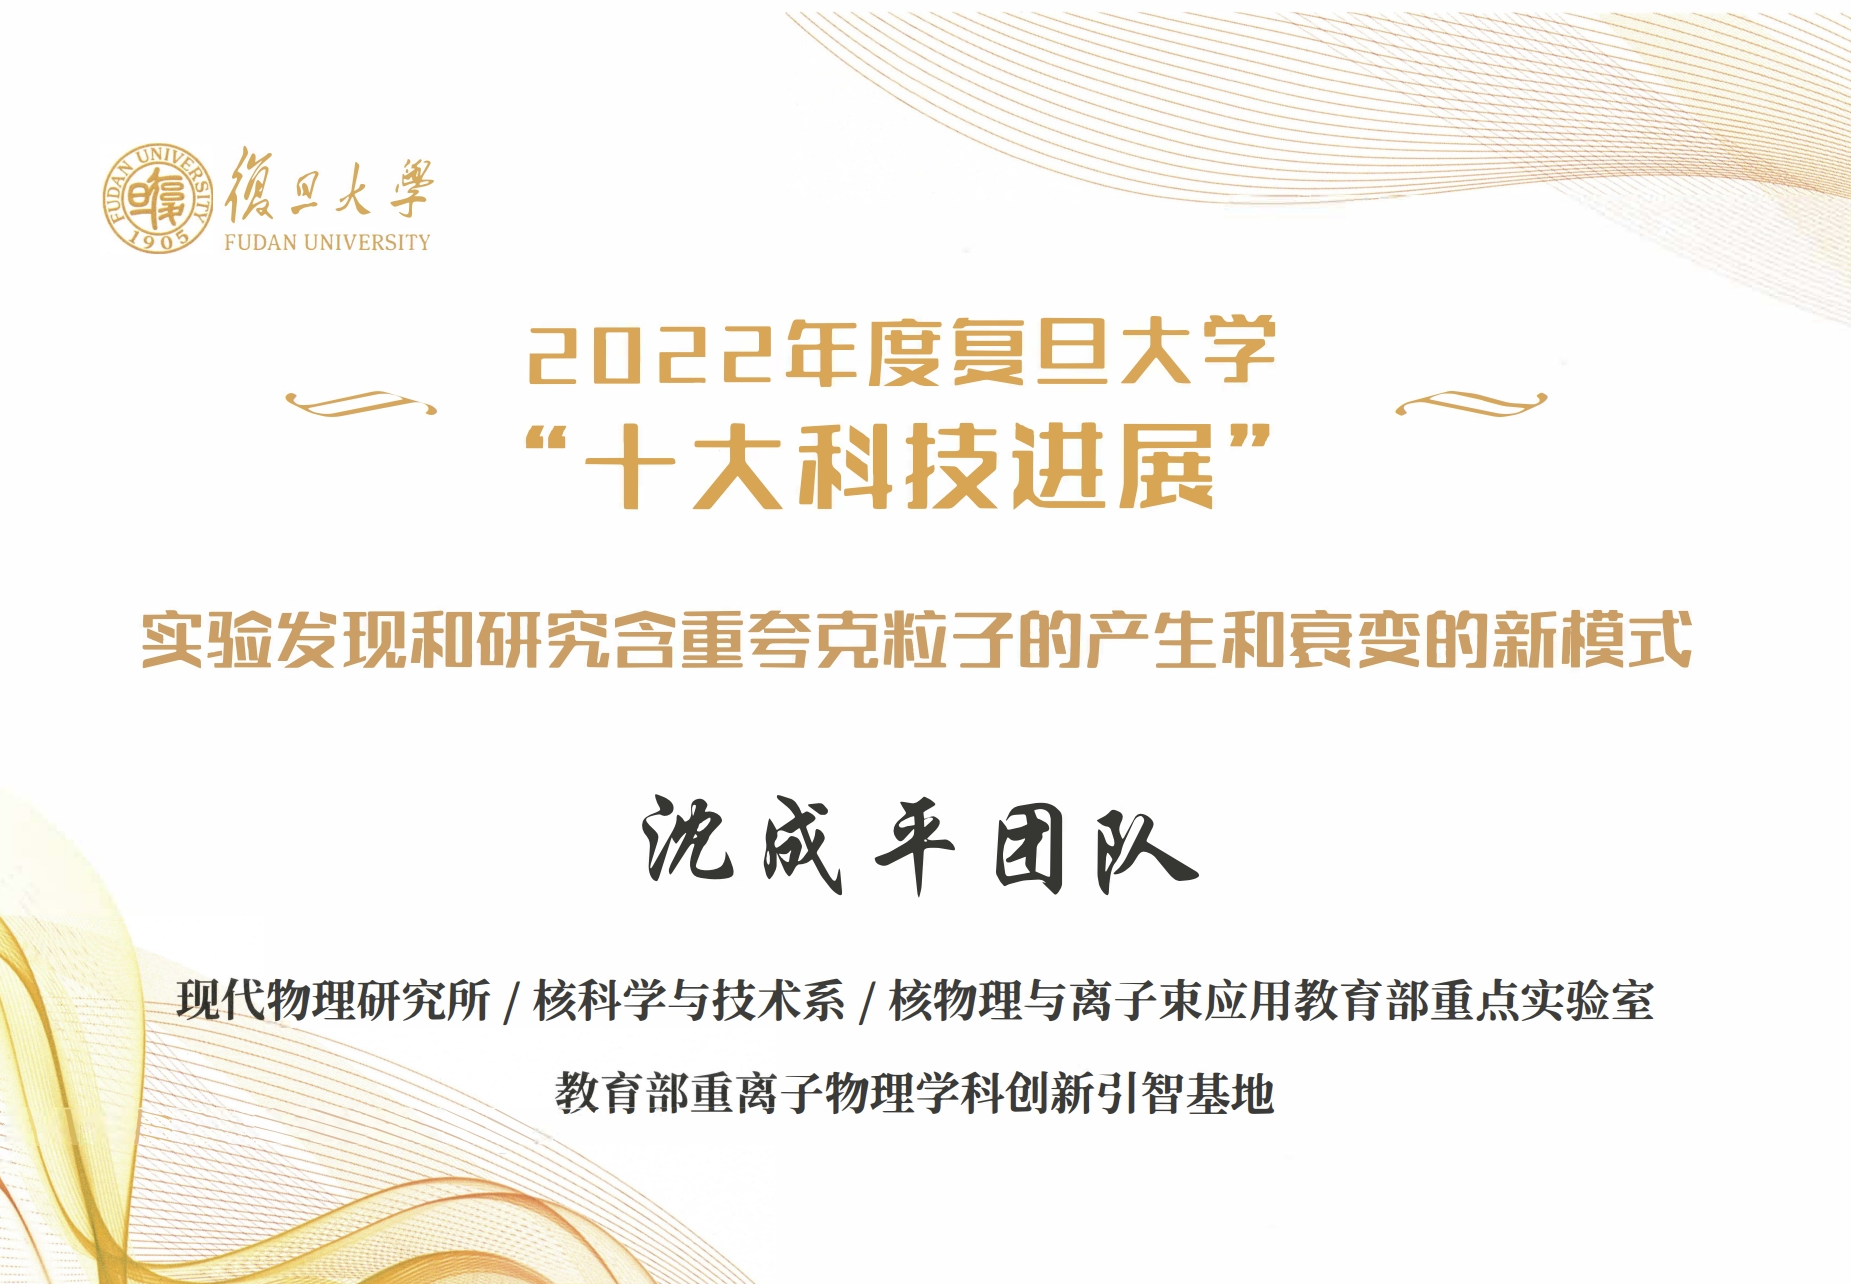 FUDAN UNIVERSITY
1905
復旦大學
FUDAN UNIVERSITY
2022年度复旦大学
“十大科技进展”
实验发现和研究含重夸克粒子的产生和衰变的新模式
沈成平团队
现代物理研究所 / 核科学与技术系 / 核物理与离子束应用教育部重点实验室
教育部重离子物理学科创新引智基地